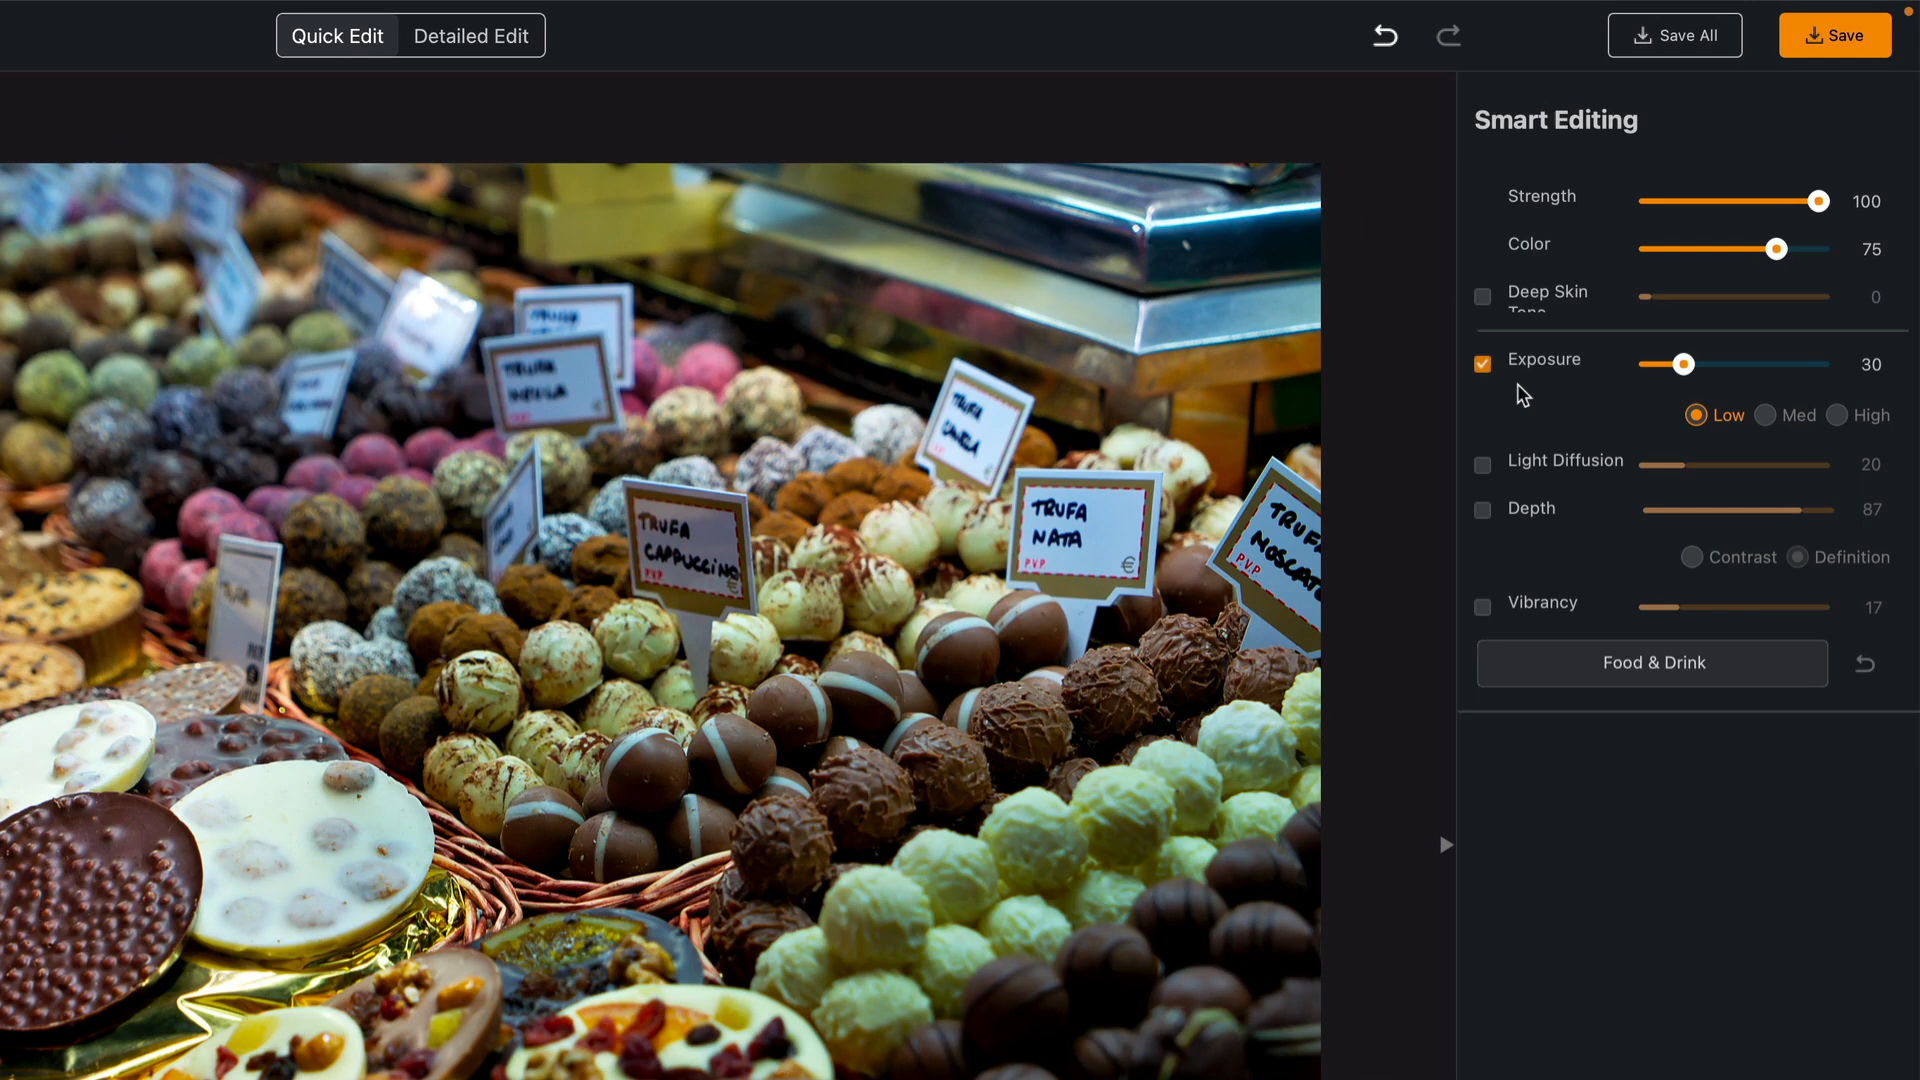 Quick Edit
Detailed Edit
Save All
Save
Smart Editing
Strength
100
Color
75
Deep Skin
Tone
0
Exposure
30
Low
Med
High
Light Diffusion
20
Depth
87
Contrast
Definition
Vibrancy
17
Food & Drink
TRUFA
TRUFA
CAPPUCCINO
P.V.P
€
TRUFA
NATA
P.V.P
€
P.V.P